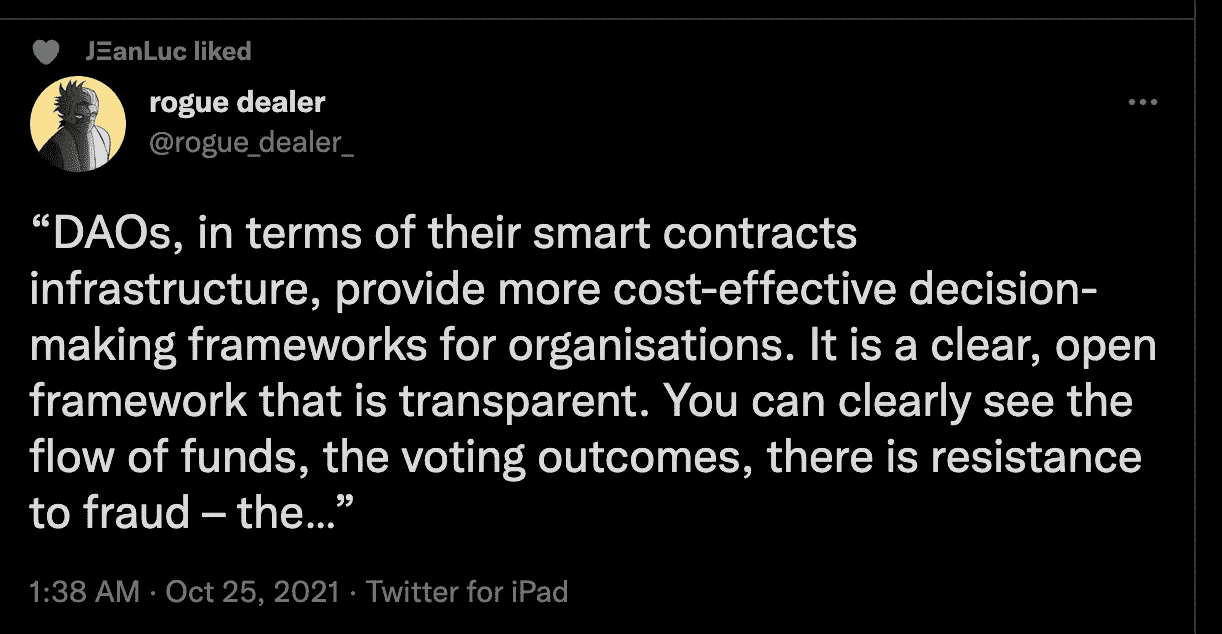 JΞanLuc liked
rogue dealer
@rogue_dealer_
“DAOs, in terms of their smart contracts
infrastructure, provide more cost-effective decision-
making frameworks for organisations. It is a clear, open
framework that is transparent. You can clearly see the
flow of funds, the voting outcomes, there is resistance
to fraud – the…”
1:38 AM · Oct 25, 2021 · Twitter for iPad